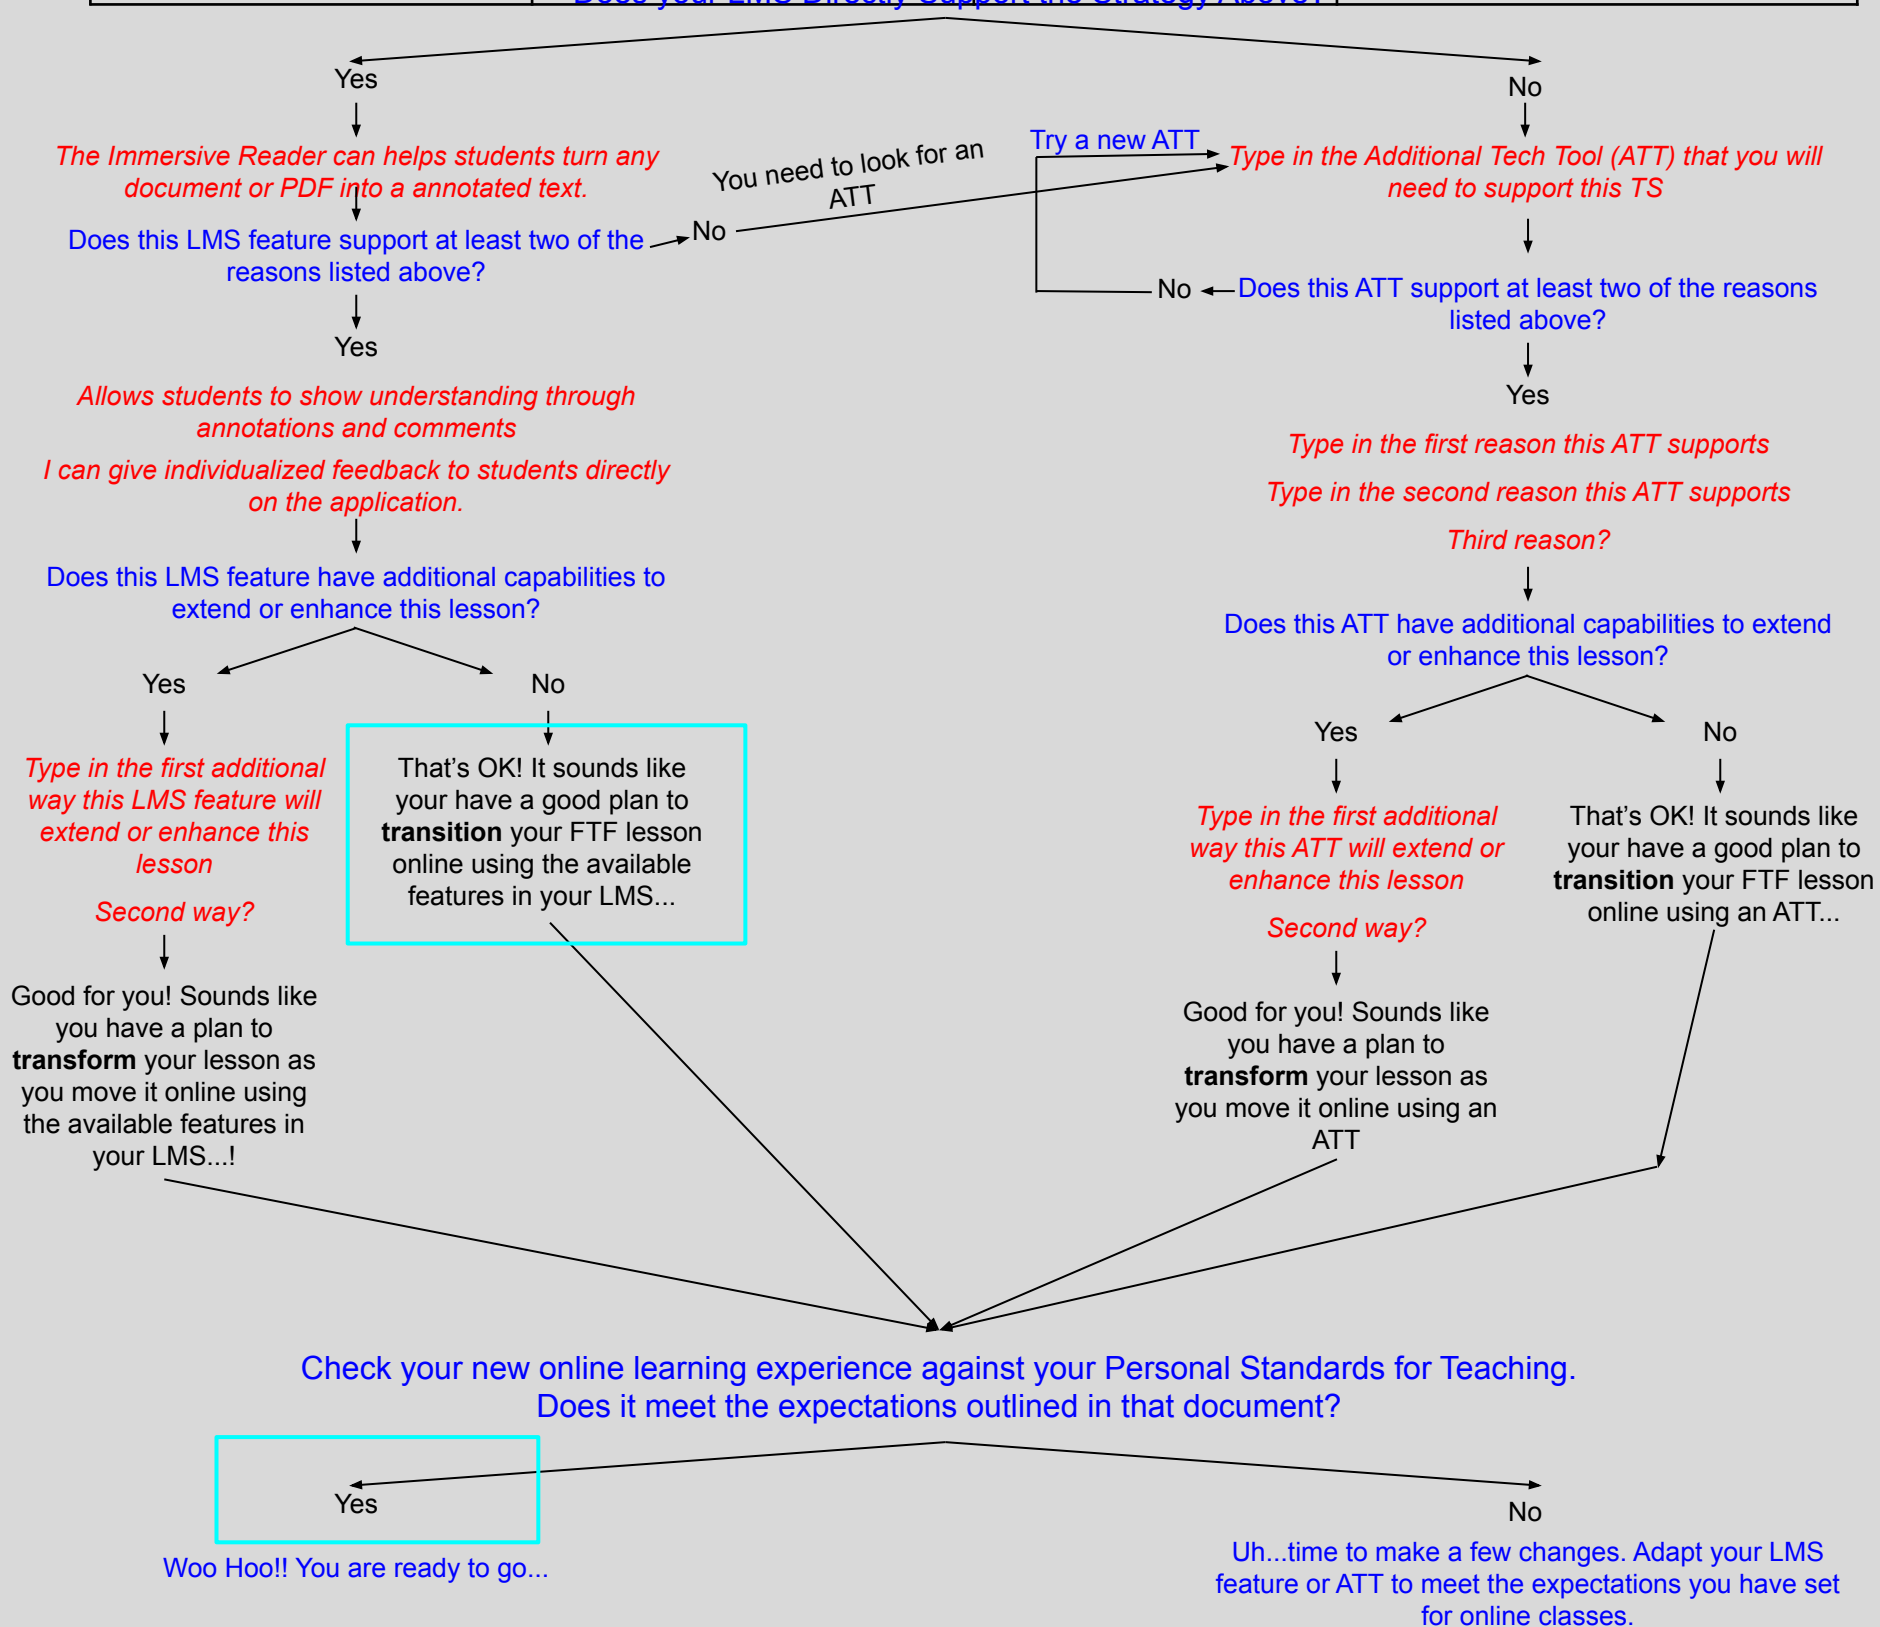 Does your LMS Directly Support the Strategy Above?
Yes
No
The Immersive Reader can helps students turn any
document or PDF into a annotated text.
You need to look for an
ATT
Try a new ATT
Type in the Additional Tech Tool (ATT) that you will
need to support this TS
Does this LMS feature support at least two of the
reasons listed above?
No
No
Does this ATT support at least two of the reasons
listed above?
Yes
Yes
Allows students to show understanding through
annotations and comments
I can give individualized feedback to students directly
on the application.
Type in the first reason this ATT supports
Type in the second reason this ATT supports
Third reason?
Does this LMS feature have additional capabilities to
extend or enhance this lesson?
Does this ATT have additional capabilities to extend
or enhance this lesson?
Yes
No
Yes
No
Type in the first additional
way this LMS feature will
extend or enhance this
lesson
Second way?
That's OK! It sounds like
your have a good plan to
transition your FTF lesson
online using the available
features in your LMS...
Type in the first additional
way this ATT will extend or
enhance this lesson
Second way?
That's OK! It sounds like
your have a good plan to
transition your FTF lesson
online using an ATT...
Good for you! Sounds like
you have a plan to
transform your lesson as
you move it online using
the available features in
your LMS...!
Good for you! Sounds like
you have a plan to
transform your lesson as
you move it online using an
ATT
Check your new online learning experience against your Personal Standards for Teaching.
Does it meet the expectations outlined in that document?
Yes
No
Woo Hoo!! You are ready to go...
Uh...time to make a few changes. Adapt your LMS
feature or ATT to meet the expectations you have set
for online classes.